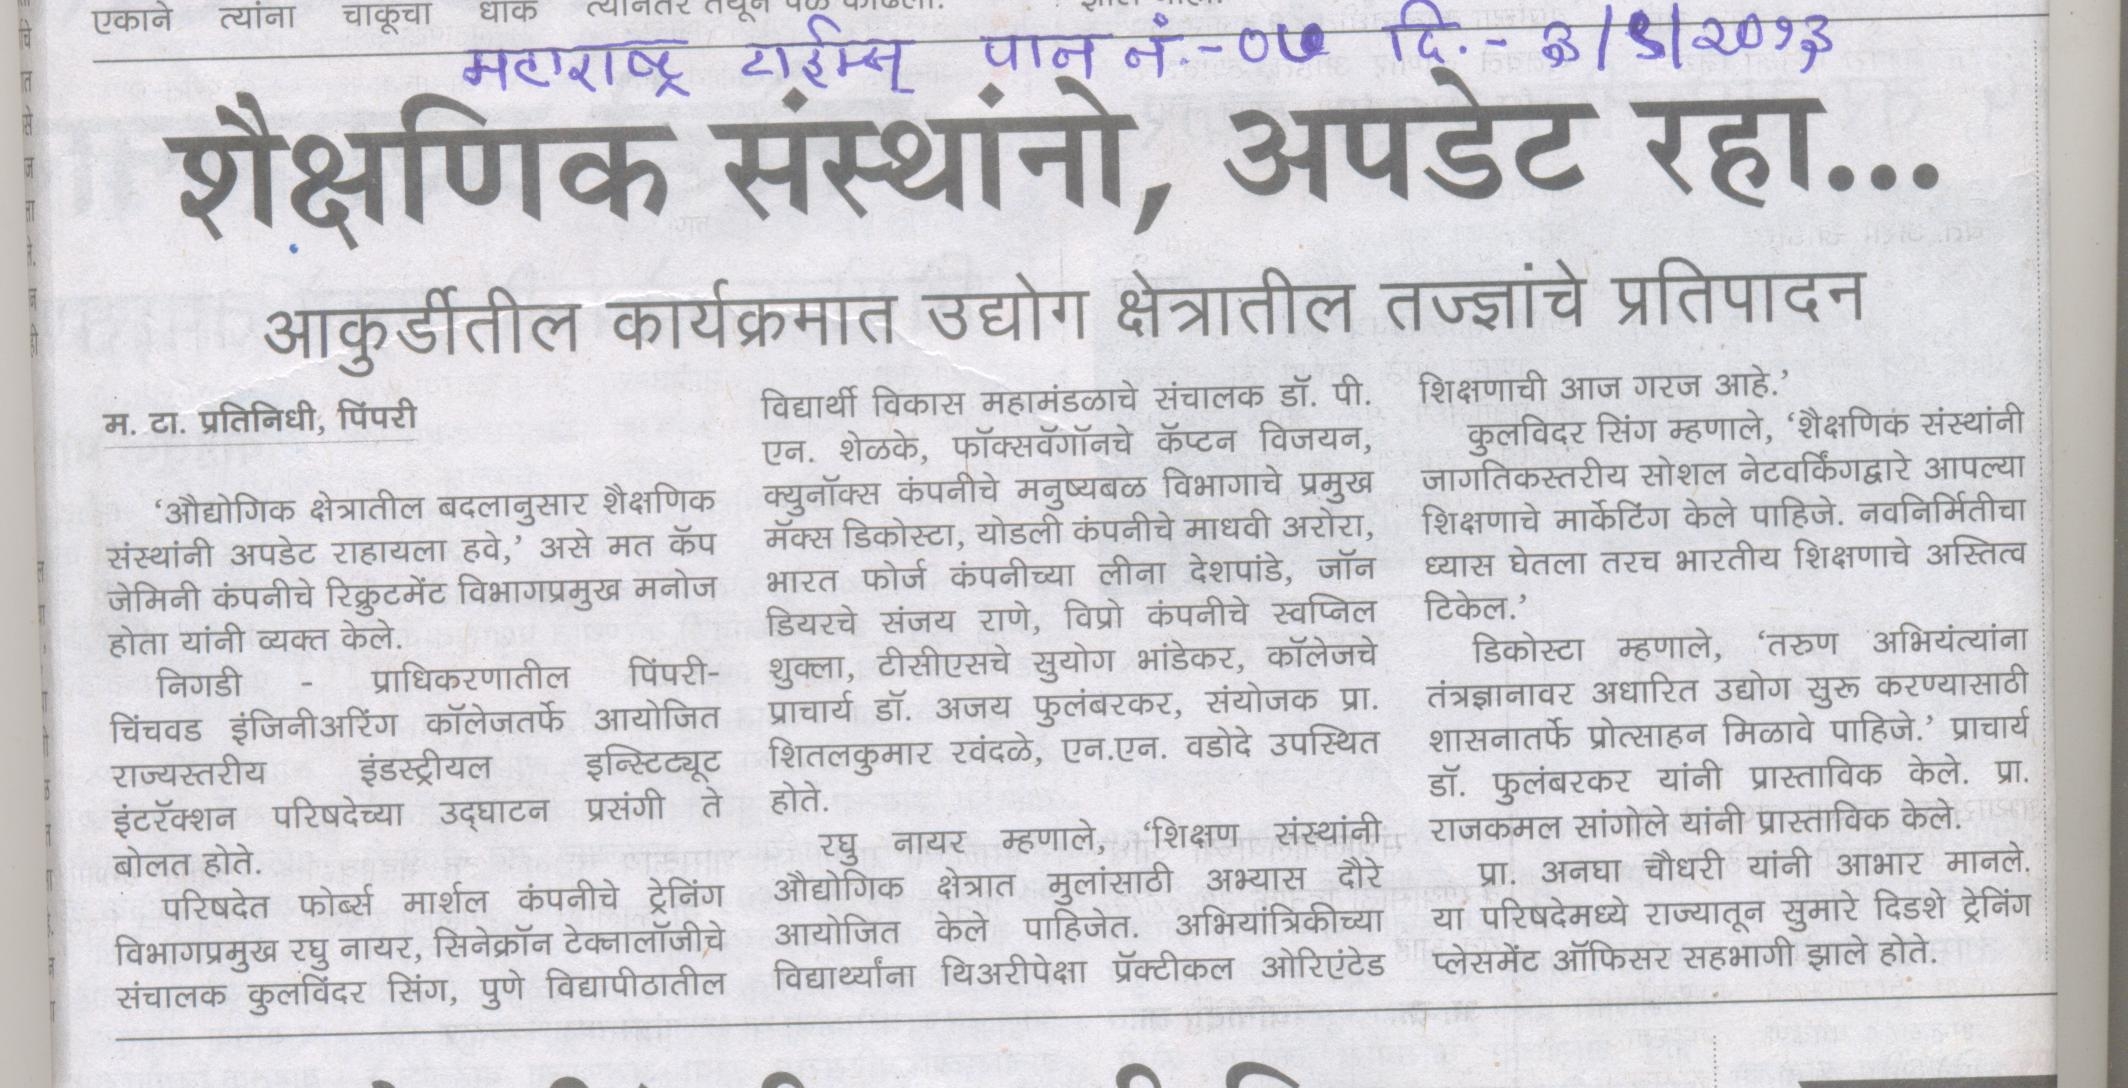 एकाने त्यांना चाकूचा धाक
महाराष्ट्र टाईम्स् पान नं.-०७ दि.- ३/९/२०१३
शैक्षणिक संस्थांनो, अपडेट रहा...
आकुर्डीतील कार्यक्रमात उद्योग क्षेत्रातील तज्ज्ञांचे प्रतिपादन
म. टा. प्रतिनिधी, पिंपरी
‘औद्योगिक क्षेत्रातील बदलानुसार शैक्षणिक
संस्थांनी अपडेट राहायला हवे,’ असे मत कॅप
जेमिनी कंपनीचे रिक्रुटमेंट विभागप्रमुख मनोज
होता यांनी व्यक्त केले.
निगडी - प्राधिकरणातील पिंपरी-
चिंचवड इंजिनीअरिंग कॉलेजतर्फे आयोजित
राज्यस्तरीय इंडस्ट्रीयल इन्स्टिट्यूट
इंटरॅक्शन परिषदेच्या उद्‌घाटन प्रसंगी ते
बोलत होते.
परिषदेत फोर्ब्स मार्शल कंपनीचे ट्रेनिंग
विभागप्रमुख रघु नायर, सिनेक्रॉन टेक्नालॉजीचे
संचालक कुलविंदर सिंग, पुणे विद्यापीठातील
विद्यार्थी विकास महामंडळाचे संचालक डॉ. पी.
एन. शेळके, फॉक्सवॅगॉनचे कॅप्टन विजयन,
क्युनॉक्स कंपनीचे मनुष्यबळ विभागाचे प्रमुख
मॅक्स डिकोस्टा, योडली कंपनीचे माधवी अरोरा,
भारत फोर्ज कंपनीच्या लीना देशपांडे, जॉन
डियरचे संजय राणे, विप्रो कंपनीचे स्वप्निल
शुक्ला, टीसीएसचे सुयोग भांडेकर, कॉलेजचे
प्राचार्य डॉ. अजय फुलंबरकर, संयोजक प्रा.
शितलकुमार रवंदळे, एन.एन. वडोदे उपस्थित
होते.
रघु नायर म्हणाले, ‘शिक्षण संस्थांनी
औद्योगिक क्षेत्रात मुलांसाठी अभ्यास दौरे
आयोजित केले पाहिजेत. अभियांत्रिकीच्या
विद्यार्थ्यांना थिअरीपेक्षा प्रॅक्टीकल ओरिएंटेड
शिक्षणाची आज गरज आहे.’
कुलविदर सिंग म्हणाले, ‘शैक्षणिक संस्थांनी
जागतिकस्तरीय सोशल नेटवर्किंगद्वारे आपल्या
शिक्षणाचे मार्केटिंग केले पाहिजे. नवनिर्मितीचा
ध्यास घेतला तरच भारतीय शिक्षणाचे अस्तित्व
टिकेल.’
डिकोस्टा म्हणाले, ‘तरुण अभियंत्यांना
तंत्रज्ञानावर अधारित उद्योग सुरू करण्यासाठी
शासनातर्फे प्रोत्साहन मिळावे पाहिजे.’ प्राचार्य
डॉ. फुलंबरकर यांनी प्रास्ताविक केले. प्रा.
राजकमल सांगोले यांनी प्रास्ताविक केले.
प्रा. अनघा चौधरी यांनी आभार मानले.
या परिषदेमध्ये राज्यातून सुमारे दिडशे ट्रेनिंग
प्लेसमेंट ऑफिसर सहभागी झाले होते.